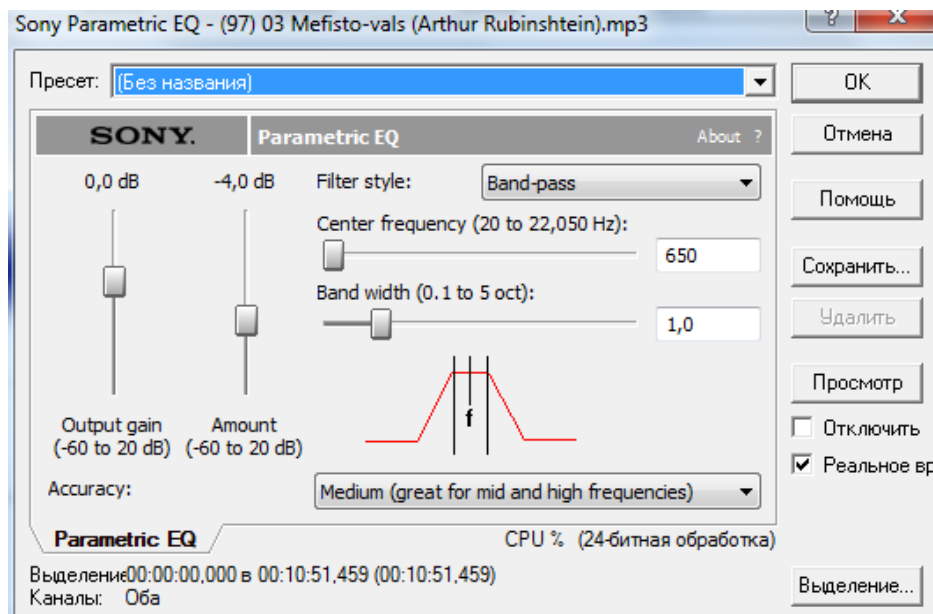 Sony Parametric EQ - (97) 03 Mefisto-vals (Arthur Rubinshtein).mp3
?
Пресет: (Без названия)
OK
SONY. Parametric EQ About ?
Отмена
0,0 dB -4,0 dB Filter style: Band-pass
Помощь
Center frequency (20 to 22,050 Hz):
650
Сохранить...
Band width (0.1 to 5 oct):
1,0
Удалить
Просмотр
f
Output gain Amount
(-60 to 20 dB) (-60 to 20 dB)
Отключить
Реальное вр
Accuracy: Medium (great for mid and high frequencies)
Parametric EQ CPU % (24-битная обработка)
Выделение00:00:00,000 в 00:10:51,459 (00:10:51,459)
Каналы: Оба
Выделение...